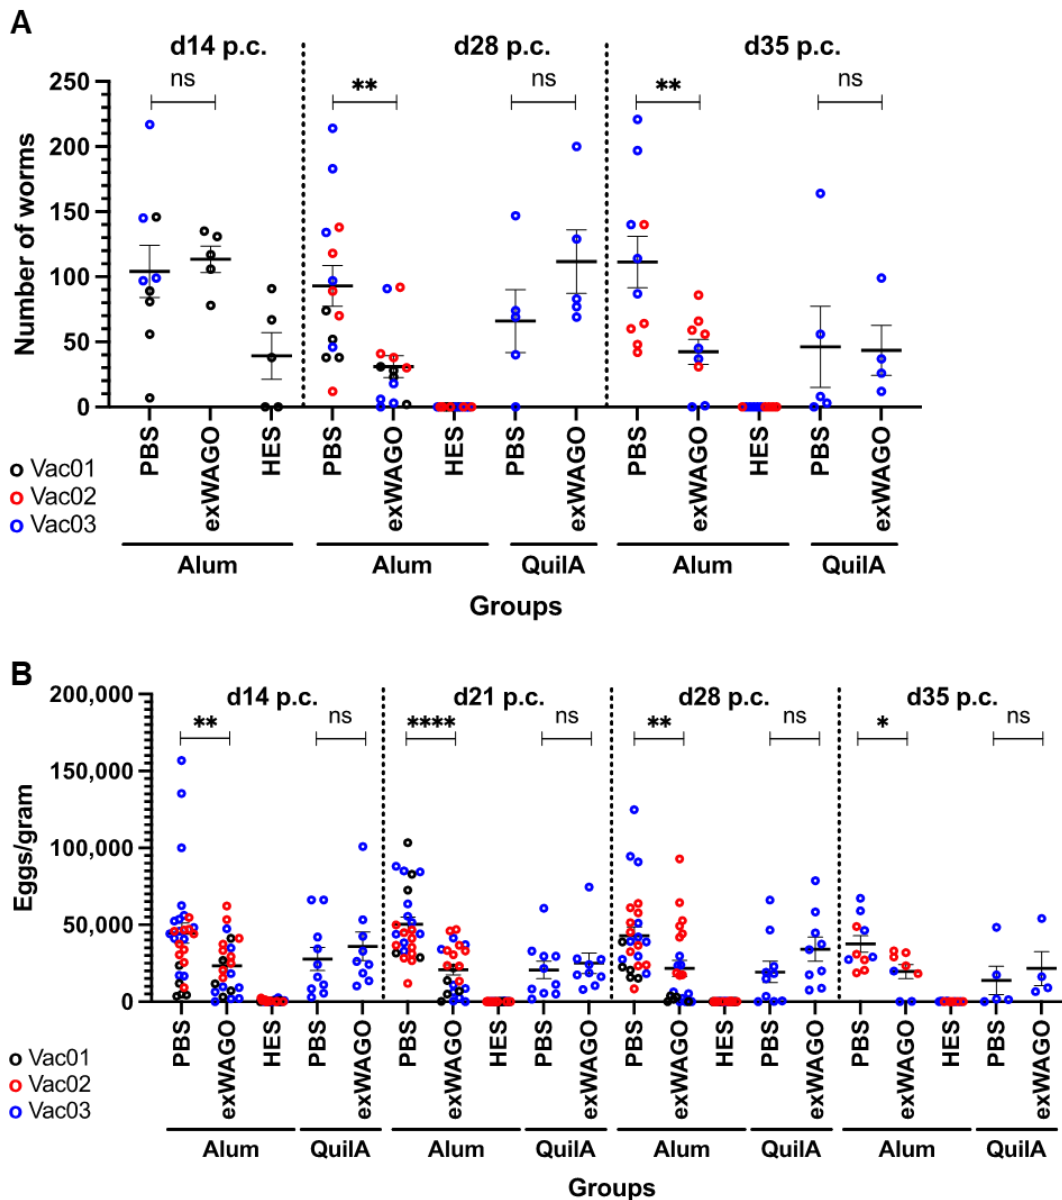 A
d14 p.c. d28 p.c. d35 p.c.
ns ** ns ** ns
250
200
150
100
50
0
Number of worms
PBS exWAGO HES PBS exWAGO HES PBS exWAGO PBS exWAGO HES PBS exWAGO
Vac01
Vac02
Vac03
Alum Alum QuilA Alum QuilA
Groups
B
200,000
d14 p.c. d21 p.c. d28 p.c. d35 p.c.
** ns **** ns ** ns * ns
150,000
100,000
50,000
0
Eggs/gram
PBS exWAGO HES PBS exWAGO PBS exWAGO HES PBS exWAGO PBS exWAGO HES PBS exWAGO PBS exWAGO HES PBS exWAGO
Vac01
Vac02
Vac03
Alum QuilA Alum QuilA Alum QuilA Alum QuilA
Groups